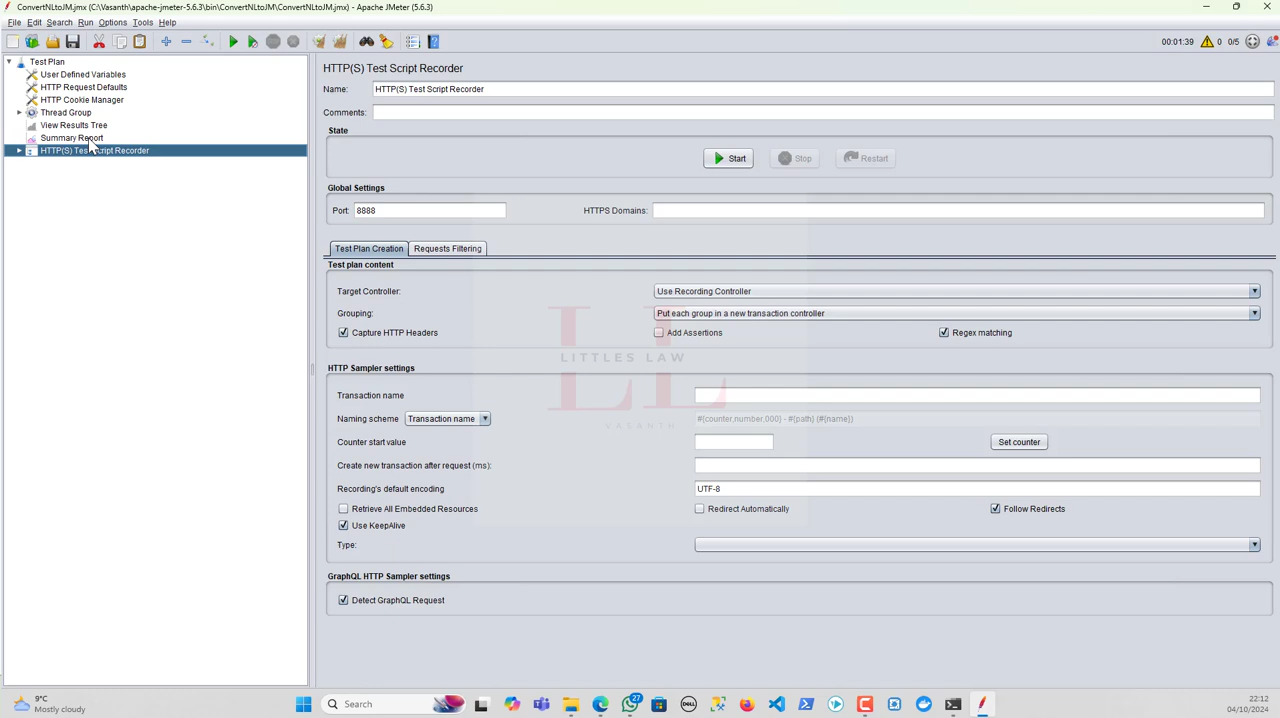 ConvertNLtoJM.jmx (C:\Vasanth\apache-jmeter-5.6.3\bin\ConvertNLtoJM\ConvertNLtoJM.jmx) - Apache JMeter (5.6.3)
File Edit Search Run Options Tools Help
00:01:39 0 0/5
Test Plan
User Defined Variables
HTTP Request Defaults
HTTP Cookie Manager
Thread Group
View Results Tree
Summary Report
HTTP(S) Test Script Recorder
HTTP(S) Test Script Recorder
Name: HTTP(S) Test Script Recorder
Comments:
State
Start Stop Restart
Global Settings
Port: 8888 HTTPS Domains:
Test Plan Creation Requests Filtering
Test plan content
Target Controller: Use Recording Controller
Grouping: Put each group in a new transaction controller
Capture HTTP Headers Add Assertions Regex matching
LITTLES LAW
VASANTH
HTTP Sampler settings
Transaction name
Naming scheme Transaction name #{counter,number,000} - #{path} (#{name})
Counter start value Set counter
Create new transaction after request (ms):
Recording's default encoding UTF-8
Retrieve All Embedded Resources Redirect Automatically Follow Redirects
Use KeepAlive
Type:
GraphQL HTTP Sampler settings
Detect GraphQL Request
9°C
Mostly cloudy
Search
27
22:12
04/10/2024